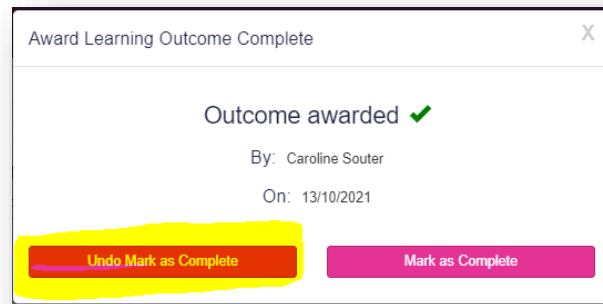 Award Learning Outcome Complete X
Outcome awarded ✔
By: Caroline Souter
On: 13/10/2021
Undo Mark as Complete Mark as Complete